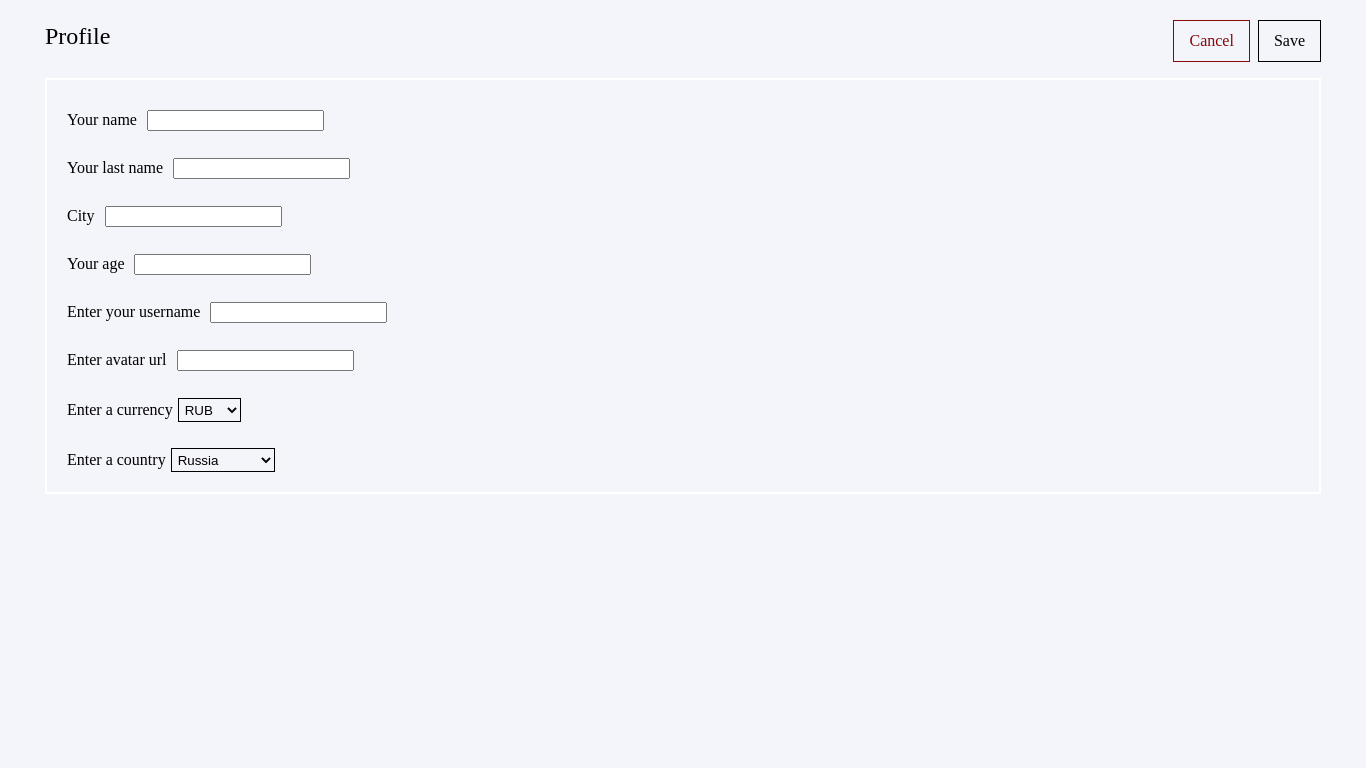 Profile
Cancel Save
Your name
Your last name
City
Your age
Enter your username
Enter avatar url
Enter a currency RUB
Enter a country Russia